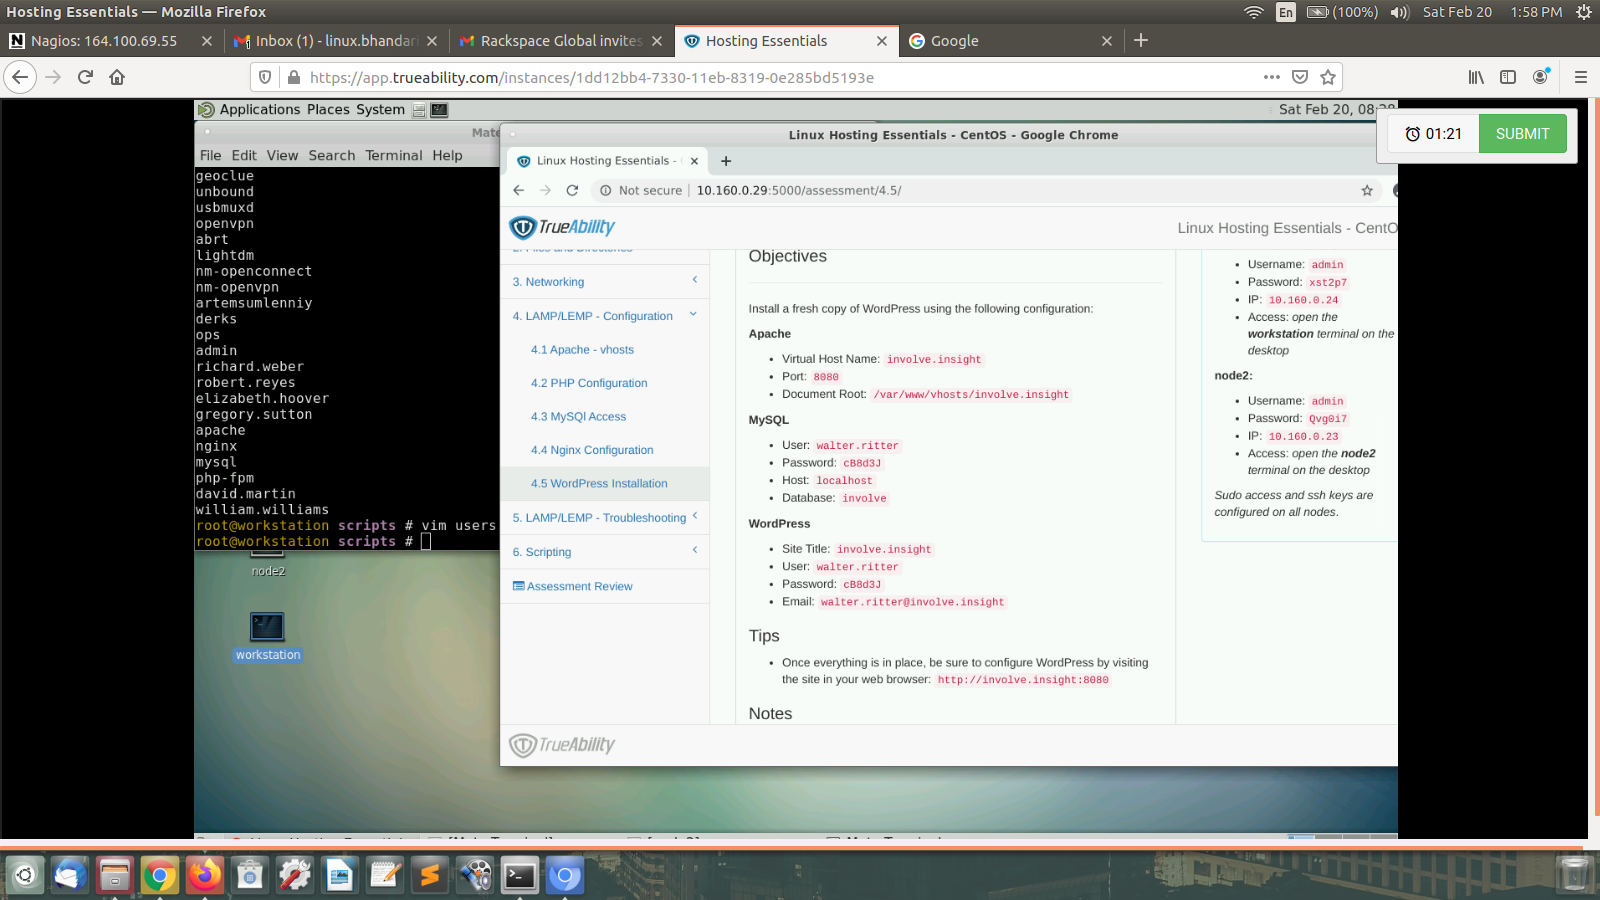 Hosting Essentials — Mozilla Firefox
En
(100%)
Sat Feb 20
1:58 PM
Nagios: 164.100.69.55
Inbox (1) - linux.bhandari
Rackspace Global invites
Hosting Essentials
Google
https://app.trueability.com/instances/1dd12bb4-7330-11eb-8319-0e285bd5193e
Applications Places System
Sat Feb 20, 08:28
01:21
SUBMIT
Mate
File Edit View Search Terminal Help
geoclue
unbound
usbmuxd
openvpn
abrt
lightdm
nm-openconnect
nm-openvpn
artemsumlenniy
derks
ops
admin
richard.weber
robert.reyes
elizabeth.hoover
gregory.sutton
apache
nginx
mysql
php-fpm
david.martin
william.williams
root@workstation scripts # vim users
root@workstation scripts #
node2
workstation
Linux Hosting Essentials - CentOS - Google Chrome
Linux Hosting Essentials -
Not secure | 10.160.0.29:5000/assessment/4.5/
TrueAbility
Linux Hosting Essentials - CentO
2. Files and Directories
3. Networking
4. LAMP/LEMP - Configuration
4.1 Apache - vhosts
4.2 PHP Configuration
4.3 MySQl Access
4.4 Nginx Configuration
4.5 WordPress Installation
5. LAMP/LEMP - Troubleshooting
6. Scripting
Assessment Review
Objectives
Install a fresh copy of WordPress using the following configuration:
Apache
• Virtual Host Name: involve.insight
• Port: 8080
• Document Root: /var/www/vhosts/involve.insight
MySQL
• User: walter.ritter
• Password: cB8d3J
• Host: localhost
• Database: involve
WordPress
• Site Title: involve.insight
• User: walter.ritter
• Password: cB8d3J
• Email: walter.ritter@involve.insight
Tips
• Once everything is in place, be sure to configure WordPress by visiting
the site in your web browser: http://involve.insight:8080
Notes
• Username: admin
• Password: xst2p7
• IP: 10.160.0.24
• Access: open the
workstation terminal on the
desktop
node2:
• Username: admin
• Password: Qvg0i7
• IP: 10.160.0.23
• Access: open the node2
terminal on the desktop
Sudo access and ssh keys are
configured on all nodes.
TrueAbility